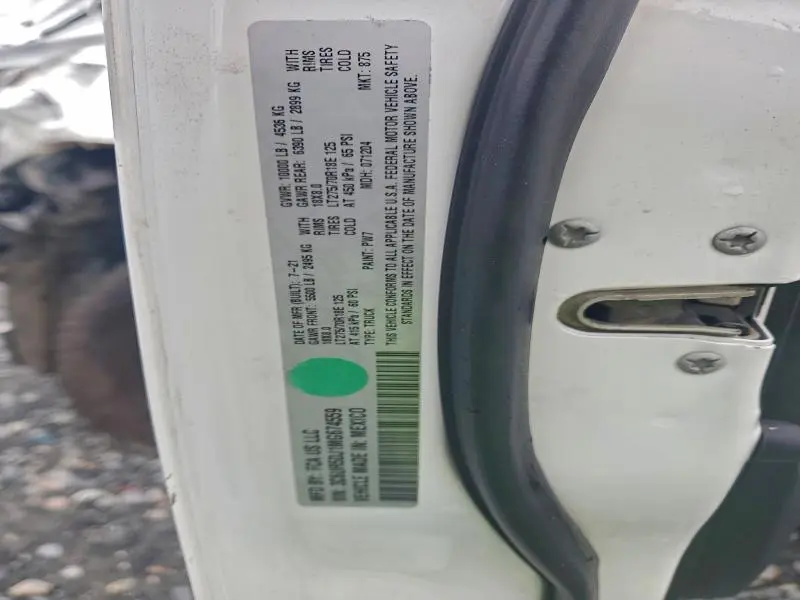 MFD BY: FCA US LLC
DATE OF MFR (BUILT): 7-21
GVWR: 10000 LB / 4536 KG
GAWR FRONT: 5500 LB / 2495 KG WITH
GAWR REAR: 6390 LB / 2899 KG WITH
18X8.0 RIMS
18X8.0 RIMS
LT275/70R18E 125 TIRES
LT275/70R18E 125 TIRES
AT 415 kPa / 60 PSI COLD
AT 450 kPa / 65 PSI COLD
VIN: 3C6UR5DJ1MG674559
TYPE: TRUCK
PAINT: PW7
MDH: 071204
MKT: 875
VEHICLE MADE IN: MEXICO
THIS VEHICLE CONFORMS TO ALL APPLICABLE U.S.A. FEDERAL MOTOR VEHICLE SAFETY
STANDARDS IN EFFECT ON THE DATE OF MANUFACTURE SHOWN ABOVE.